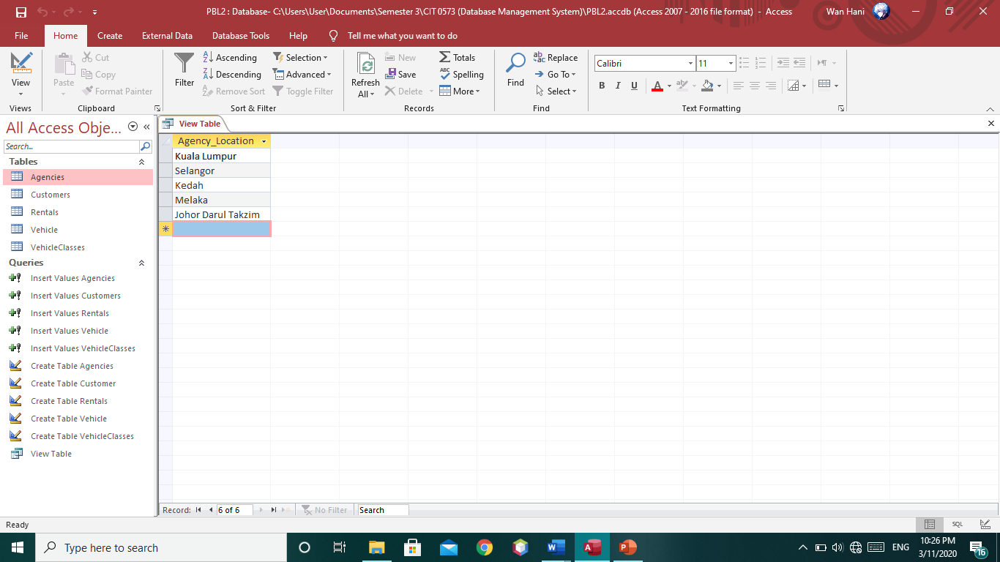 PBL2 : Database- C:\Users\User\Documents\Semester 3\CIT 0573 (Database Management System)\PBL2.accdb (Access 2007 - 2016 file format) - Access
Wan Hani
File Home Create External Data Database Tools Help Tell me what you want to do
View
Views
Paste
Cut
Copy
Format Painter
Clipboard
Filter
Ascending
Descending
Remove Sort
Selection
Advanced
Toggle Filter
Sort & Filter
Refresh
All
New
Save
Delete
Totals
Spelling
More
Records
Find
Replace
Go To
Select
Find
Calibri 11
B I U A
Text Formatting
All Access Obje...
Search...
Tables
Agencies
Customers
Rentals
Vehicle
VehicleClasses
Queries
Insert Values Agencies
Insert Values Customers
Insert Values Rentals
Insert Values Vehicle
Insert Values VehicleClasses
Create Table Agencies
Create Table Customer
Create Table Rentals
Create Table Vehicle
Create Table VehicleClasses
View Table
View Table
Agency_Location
Kuala Lumpur
Selangor
Kedah
Melaka
Johor Darul Takzim
Record: 6 of 6 No Filter Search
Ready
SQL
Type here to search
ENG
10:26 PM
3/11/2020
16